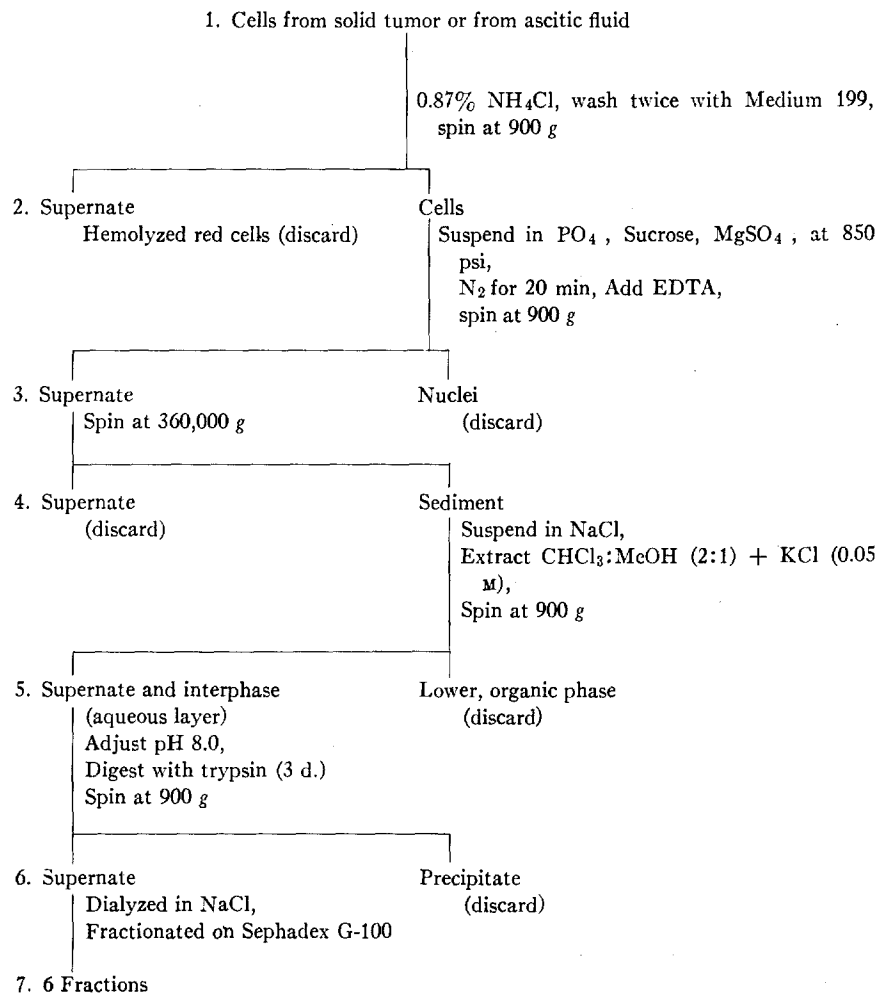 1. Cells from solid tumor or from ascitic fluid
0.87% NH₄Cl, wash twice with Medium 199,
spin at 900 g
2. Supernate
Hemolyzed red cells (discard)
Cells
Suspend in PO₄ , Sucrose, MgSO₄ , at 850
psi,
N₂ for 20 min, Add EDTA,
spin at 900 g
3. Supernate
Spin at 360,000 g
Nuclei
(discard)
4. Supernate
(discard)
Sediment
Suspend in NaCl,
Extract CHCl₃:MeOH (2:1) + KCl (0.05
M),
Spin at 900 g
5. Supernate and interphase
(aqueous layer)
Adjust pH 8.0,
Digest with trypsin (3 d.)
Spin at 900 g
Lower, organic phase
(discard)
6. Supernate
Dialyzed in NaCl,
Fractionated on Sephadex G-100
Precipitate
(discard)
7. 6 Fractions